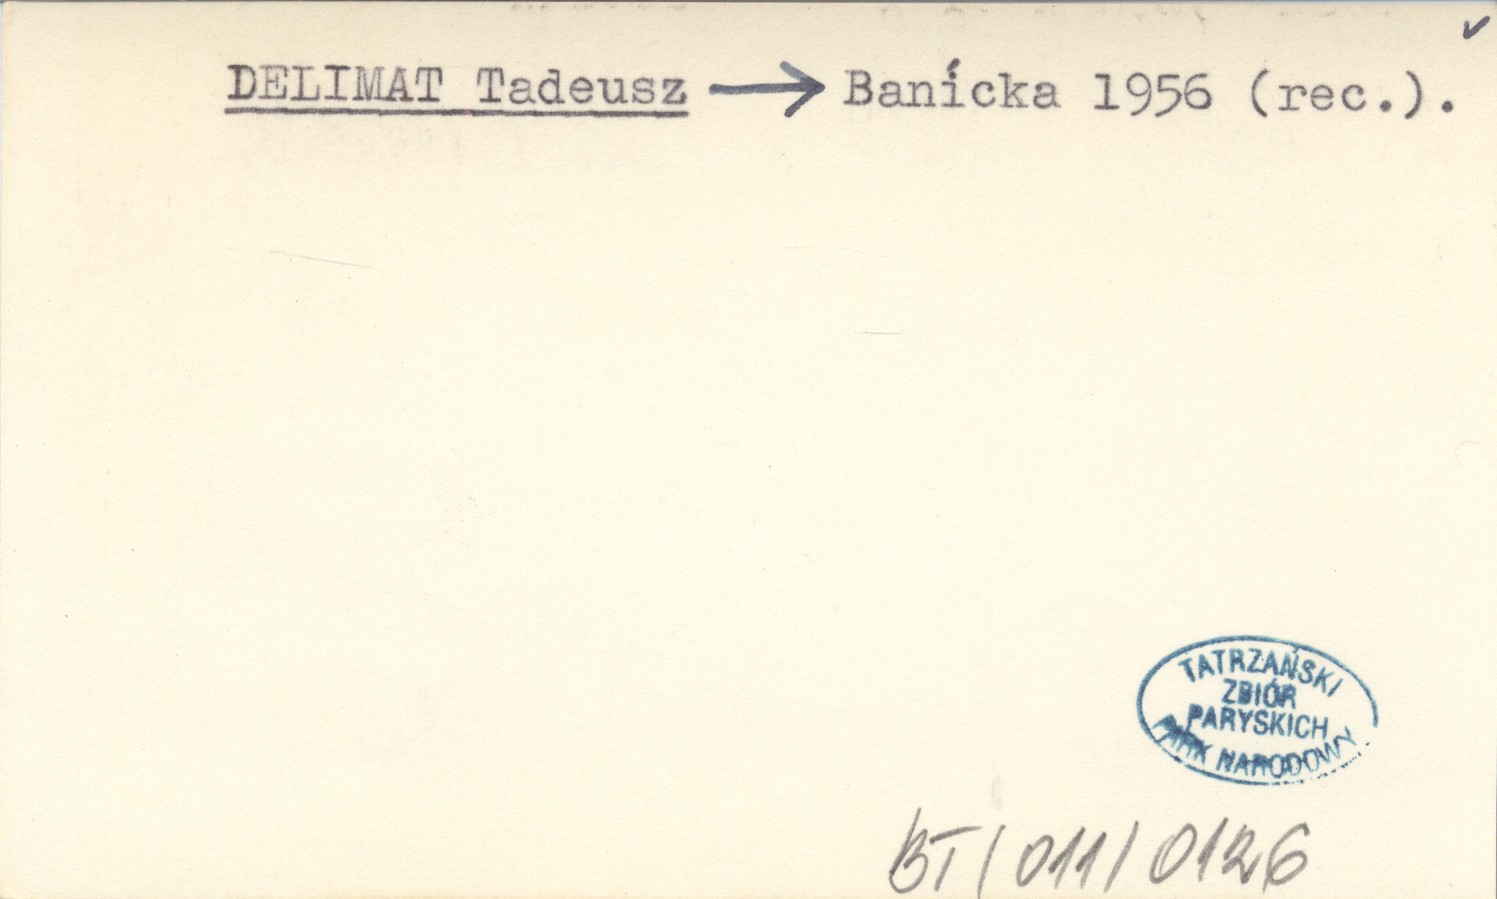 DELIMAT Tadeusz → Banícka 1956 (rec.).
TATRZAŃSKI
ZBIÓR
PARYSKICH
PARK NARODOWY
BT/011/0126